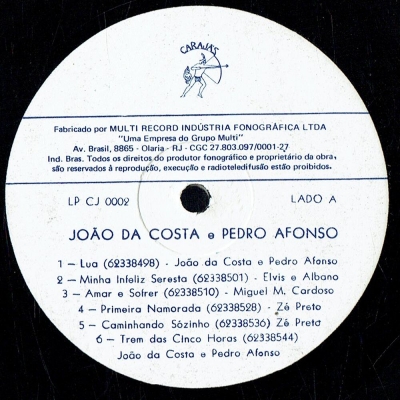 CARAJÁS
Fabricado por MULTI RECORD INDÚSTRIA FONOGRÁFICA LTDA
"Uma Empresa do Grupo Multi"
Av. Brasil, 8865 - Olaria - RJ - CGC 27.803.097/0001-27
Ind. Bras. Todos os direitos do produtor fonográfico e proprietário da obra,
são reservados à reprodução, execução e radioteledifusão estão proibidos.
LP CJ 0002 LADO A
JOÃO DA COSTA e PEDRO AFONSO
1 — Lua (62338498) - João da Costa e Pedro Afonso
2 — Minha Infeliz Seresta (62338501) - Elvis e Albano
3 — Amar e Sofrer (62338510) - Miguel M. Cardoso
4 — Primeira Namorada (62338528) - Zé Preto
5 — Caminhando Sózinho (62338536) Zé Preto
6 — Trem das Cinco Horas (62338544)
João da Costa e Pedro Afonso